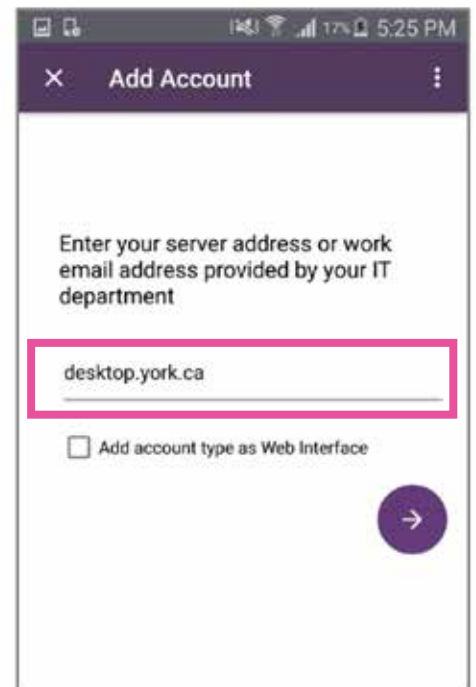 17% 5:25 PM
Add Account
Enter your server address or work
email address provided by your IT
department
desktop.york.ca
Add account type as Web Interface